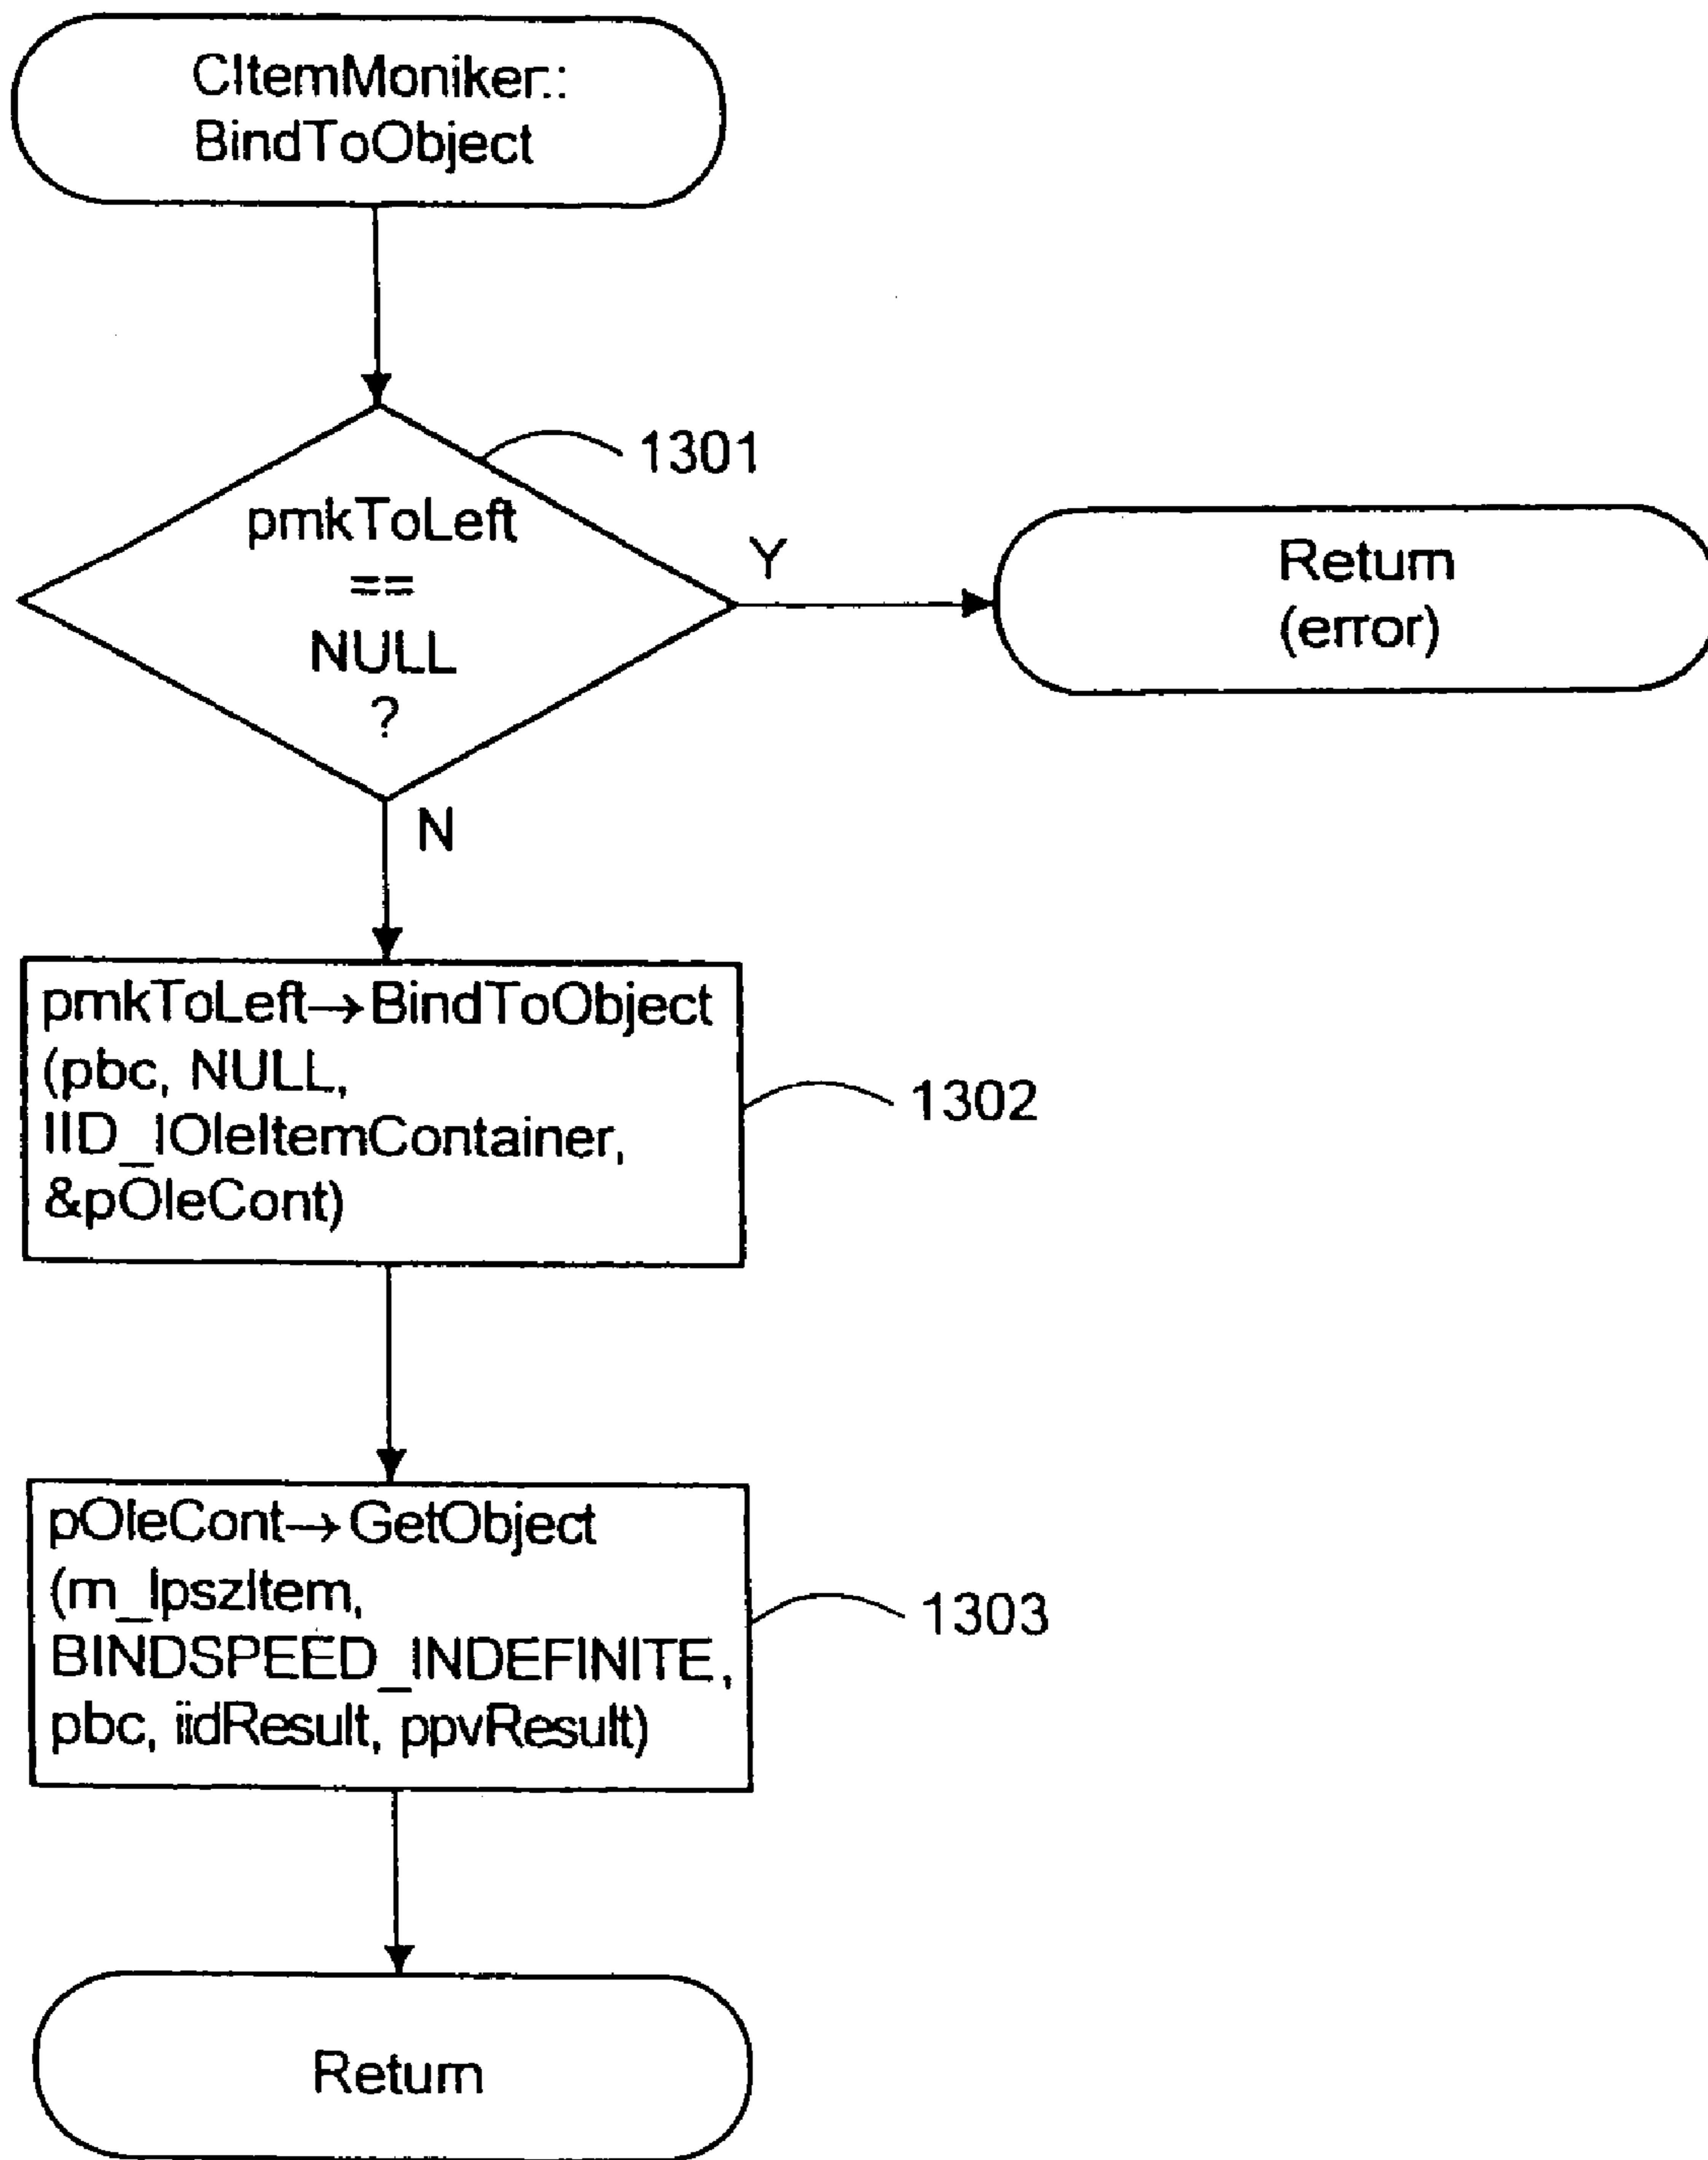 CItemMoniker::
BindToObject
1301
pmkToLeft
==
NULL
?
Y
Return
(error)
N
pmkToLeft→BindToObject
(pbc, NULL,
IID_IOleItemContainer,
&pOleCont)
1302
pOleCont→GetObject
(m_lpszItem,
BINDSPEED_INDEFINITE,
pbc, iidResult, ppvResult)
1303
Return